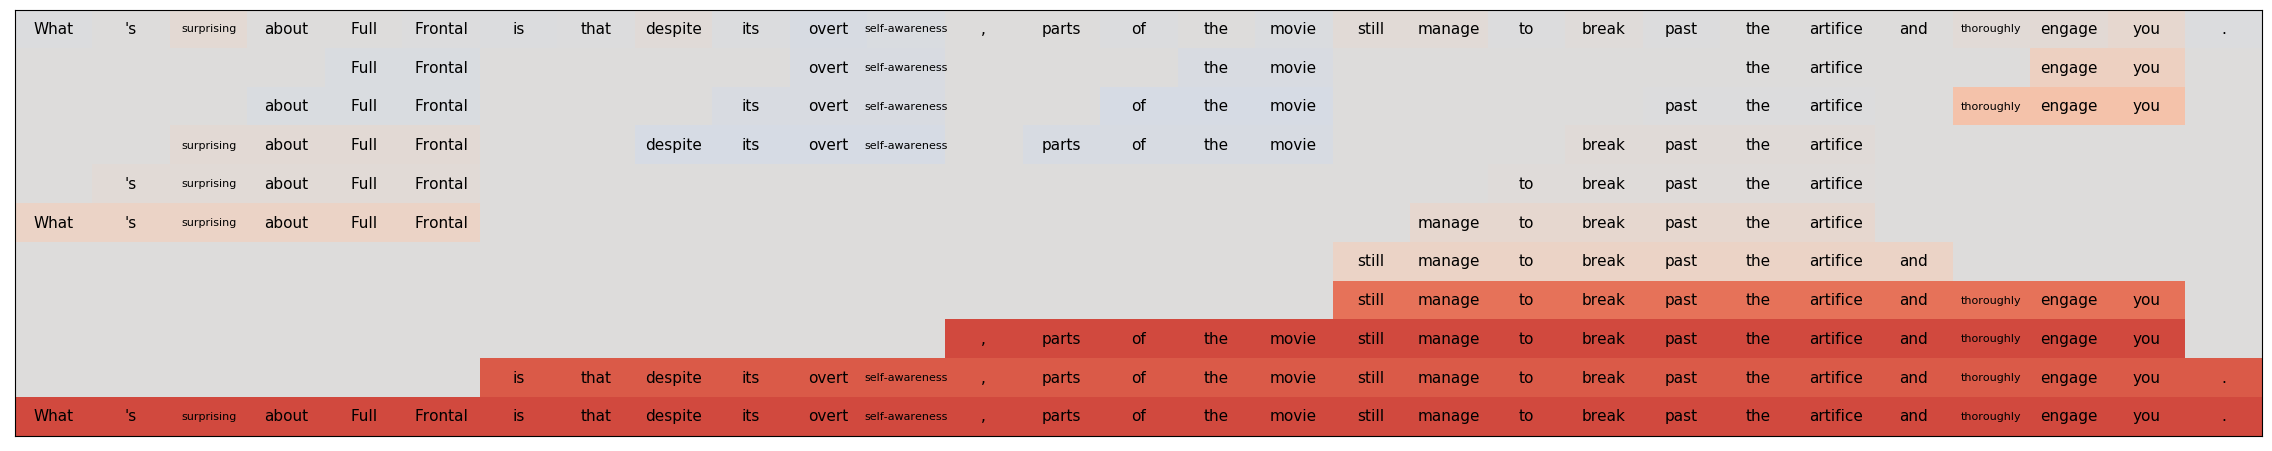 What 's surprising about Full Frontal is that despite its overt self-awareness , parts of the movie still manage to break past the artifice and thoroughly engage you .
Full Frontal overt self-awareness the movie the artifice engage you
about Full Frontal its overt self-awareness of the movie past the artifice thoroughly engage you
surprising about Full Frontal despite its overt self-awareness parts of the movie break past the artifice
's surprising about Full Frontal to break past the artifice
What 's surprising about Full Frontal manage to break past the artifice
still manage to break past the artifice and
still manage to break past the artifice and thoroughly engage you
, parts of the movie still manage to break past the artifice and thoroughly engage you
is that despite its overt self-awareness , parts of the movie still manage to break past the artifice and thoroughly engage you .
What 's surprising about Full Frontal is that despite its overt self-awareness , parts of the movie still manage to break past the artifice and thoroughly engage you .